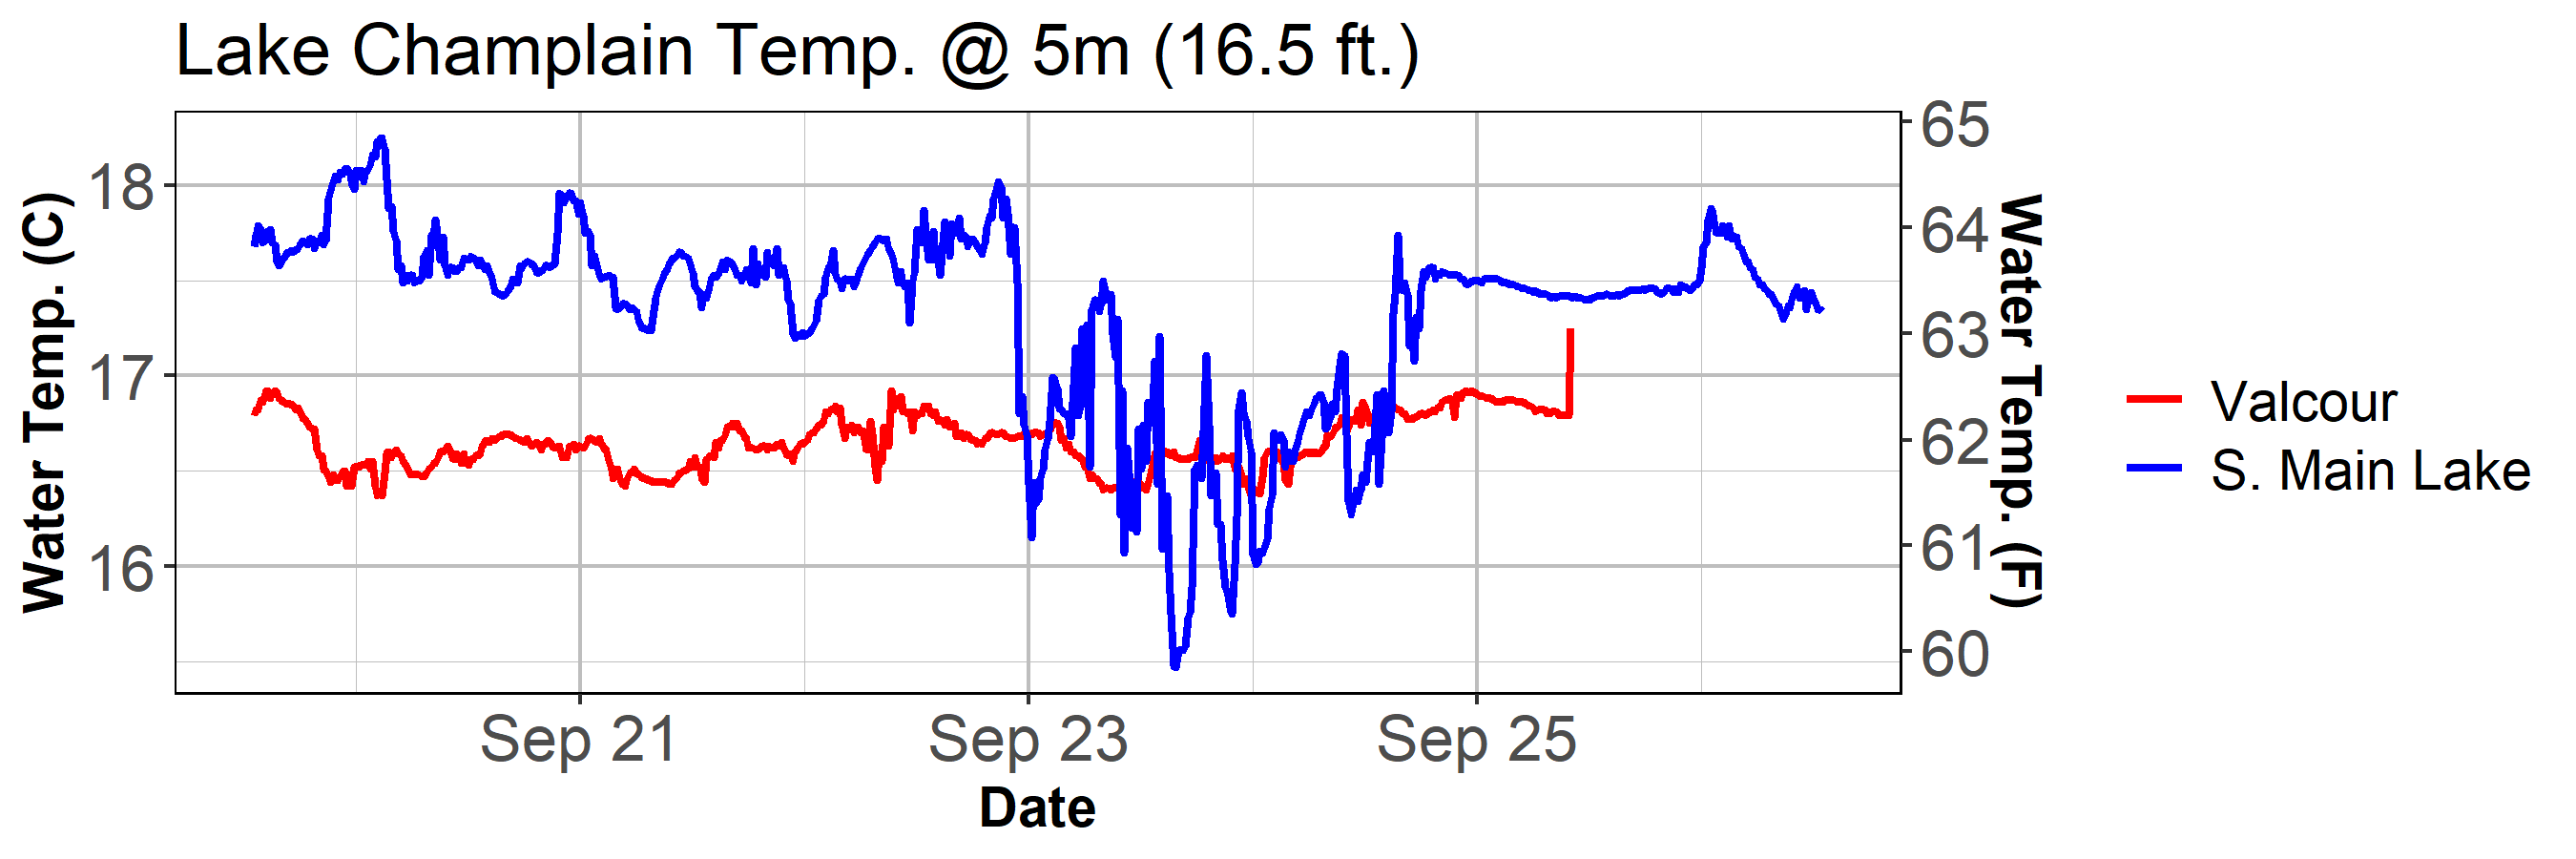 Lake Champlain Temp. @ 5m (16.5 ft.)
Water Temp. (C)
18
17
16
65
64
63
62
61
60
Water Temp. (F)
Sep 21
Sep 23
Sep 25
Date
Valcour
S. Main Lake